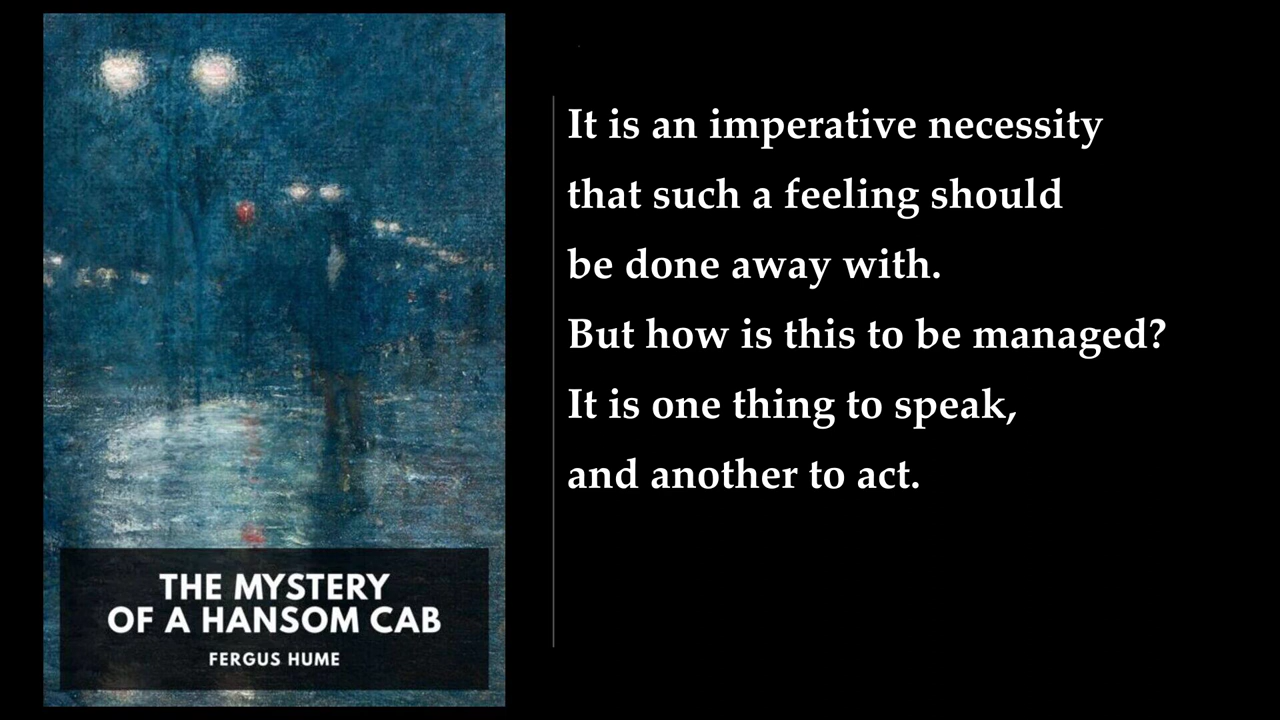 It is an imperative necessity
that such a feeling should
be done away with.
But how is this to be managed?
It is one thing to speak,
and another to act.
THE MYSTERY
OF A HANSOM CAB
FERGUS HUME